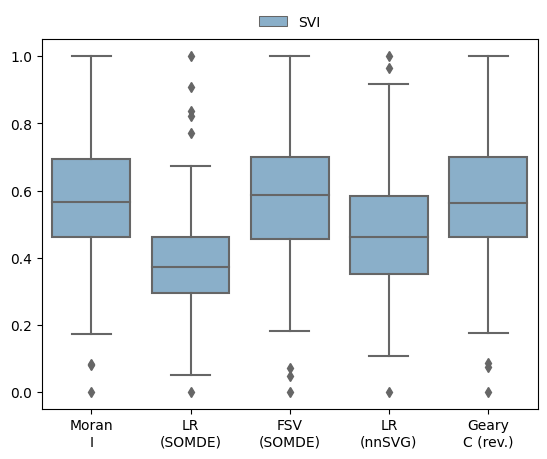 SVI
1.0
0.8
0.6
0.4
0.2
0.0
Moran LR FSV LR Geary
I (SOMDE) (SOMDE) (nnSVG) C (rev.)